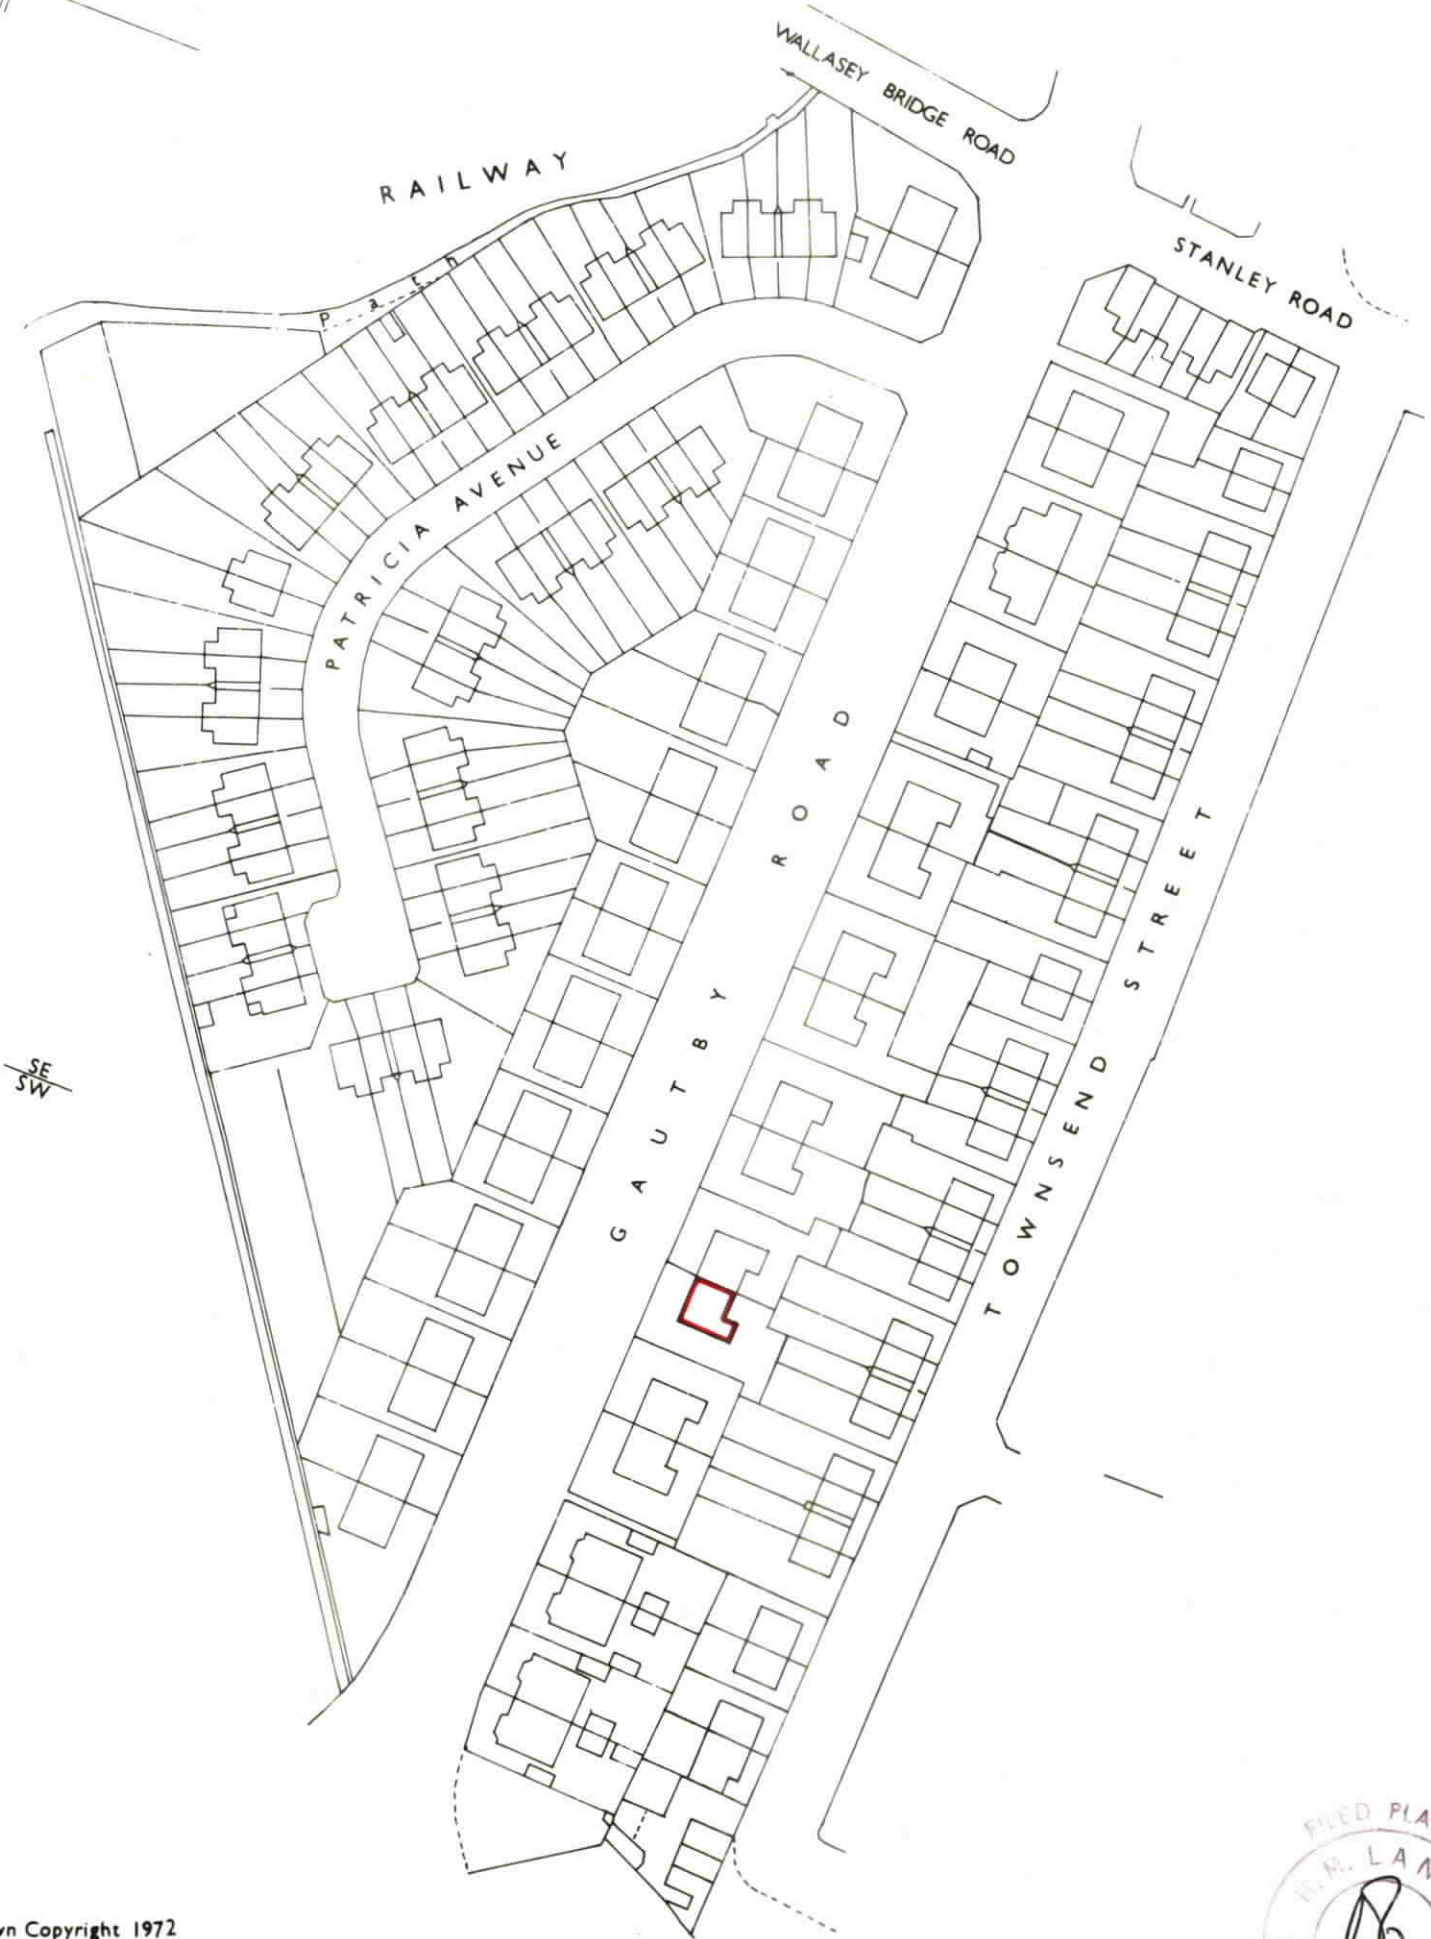 WALLASEY BRIDGE ROAD
RAILWAY
STANLEY ROAD
Path
PATRICIA AVENUE
GAUTBY ROAD
TOWNSEND STREET
SE
SW
FILED PLA
H.M. LAN
wn Copyright 1972